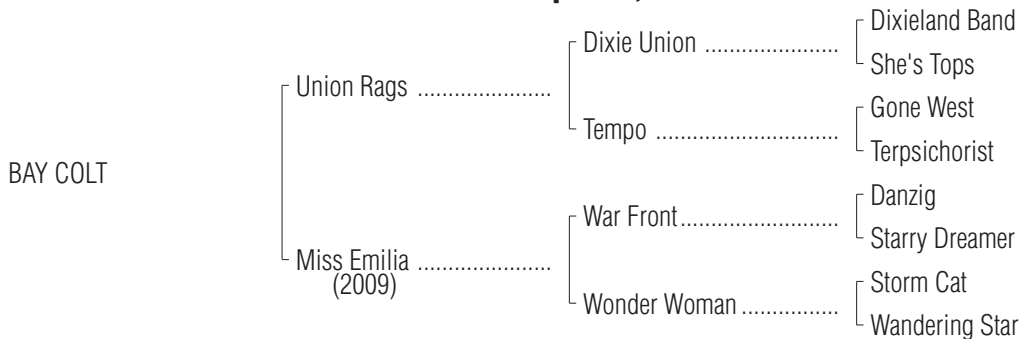 Dixieland Band
Dixie Union ......................
She's Tops
Union Rags ......................
Gone West
Tempo ..............................
Terpsichorist
BAY COLT
Danzig
War Front..........................
Starry Dreamer
Miss Emilia ......................
(2009)
Storm Cat
Wonder Woman ................
Wandering Star